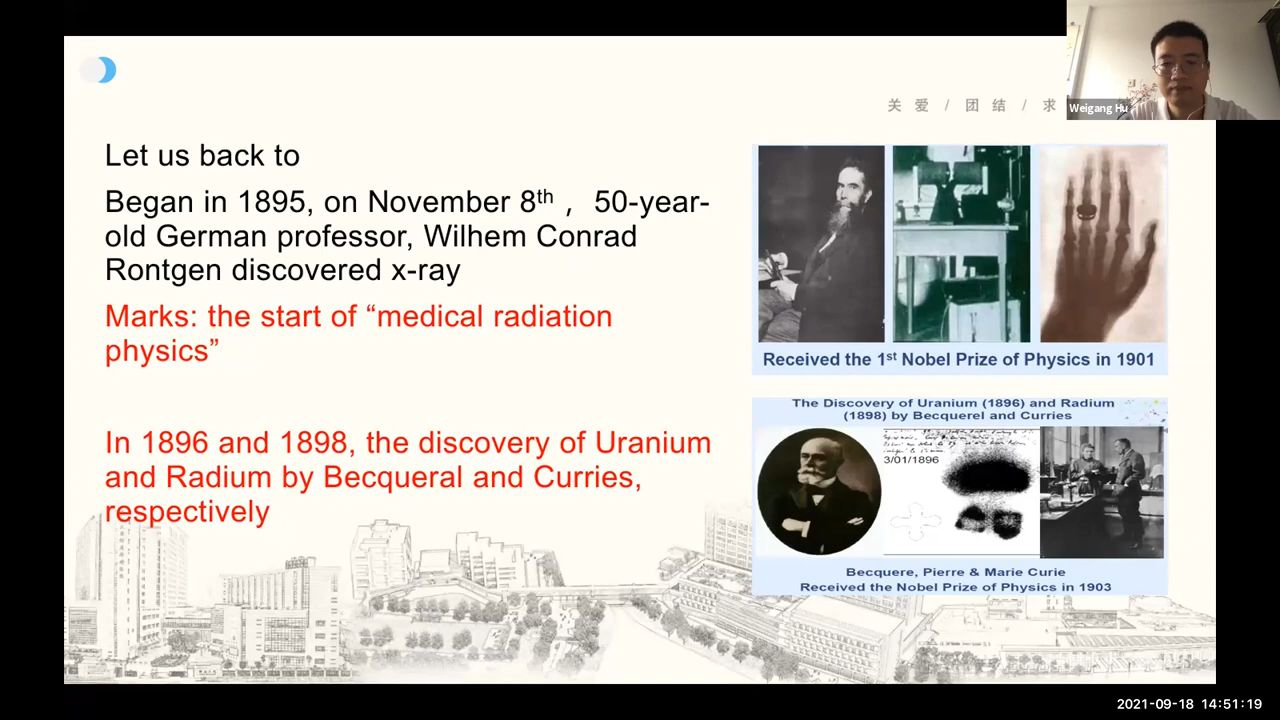 关 爱 / 团 结 / 求
Weigang Hu
Let us back to
Began in 1895, on November 8th ， 50-year-
old German professor, Wilhem Conrad
Rontgen discovered x-ray
Marks: the start of “medical radiation
physics”
In 1896 and 1898, the discovery of Uranium
and Radium by Becqueral and Curries,
respectively
Received the 1st Nobel Prize of Physics in 1901
The Discovery of Uranium (1896) and Radium
(1898) by Becquerel and Curries
3/01/1896
Becquere, Pierre & Marie Curie
Received the Nobel Prize of Physics in 1903
2021-09-18 14:51:19